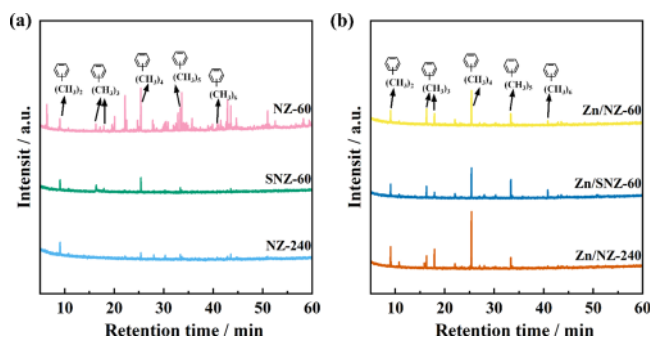 (a)
(CH₃)₂
(CH₃)₃
(CH₃)₄
(CH₃)₅
(CH₃)₆
NZ-60
SNZ-60
NZ-240
Intensit / a.u.
10 20 30 40 50 60
Retention time / min
(b)
(CH₃)₂
(CH₃)₃
(CH₃)₄
(CH₃)₅
(CH₃)₆
Zn/NZ-60
Zn/SNZ-60
Zn/NZ-240
Intensit / a.u.
10 20 30 40 50 60
Retention time / min